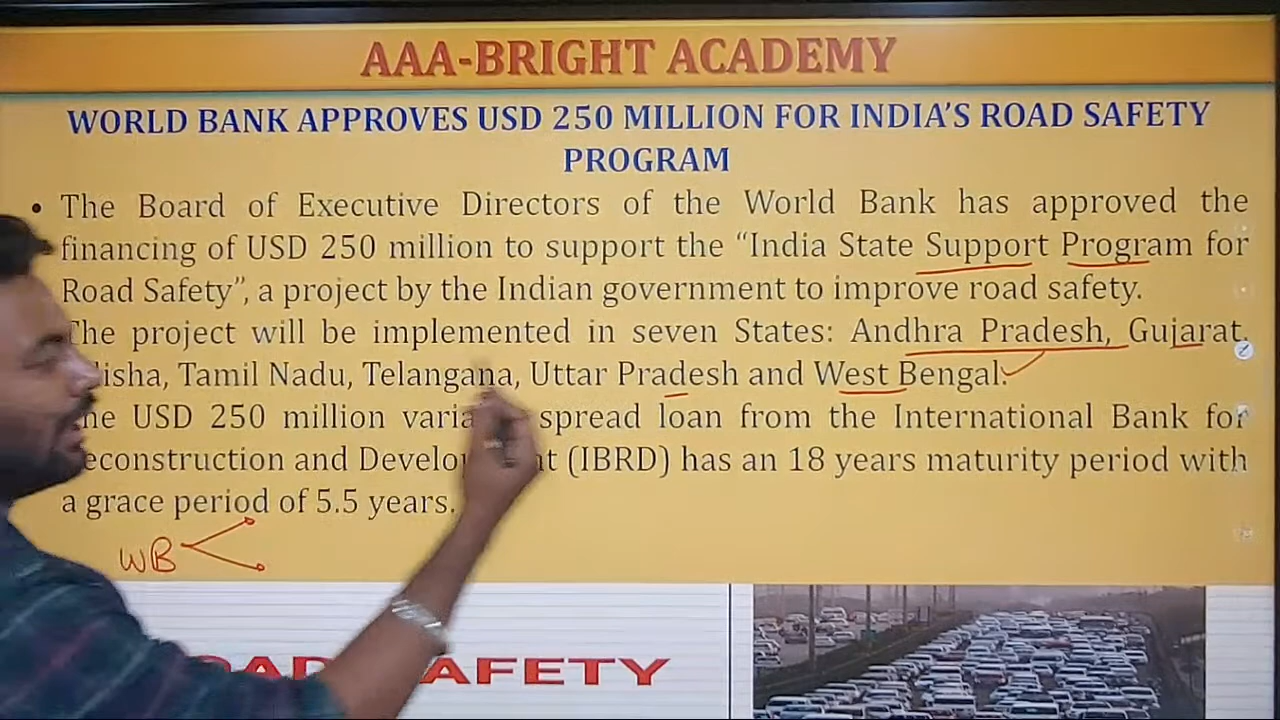 AAA-BRIGHT ACADEMY
WORLD BANK APPROVES USD 250 MILLION FOR INDIA'S ROAD SAFETY
PROGRAM
• The Board of Executive Directors of the World Bank has approved the
financing of USD 250 million to support the “India State Support Program for
Road Safety”, a project by the Indian government to improve road safety.
The project will be implemented in seven States: Andhra Pradesh, Gujarat,
isha, Tamil Nadu, Telangana, Uttar Pradesh and West Bengal.
he USD 250 million varia spread loan from the International Bank for
econstruction and Develo t (IBRD) has an 18 years maturity period with
a grace period of 5.5 years.
WB
OAD SAFETY